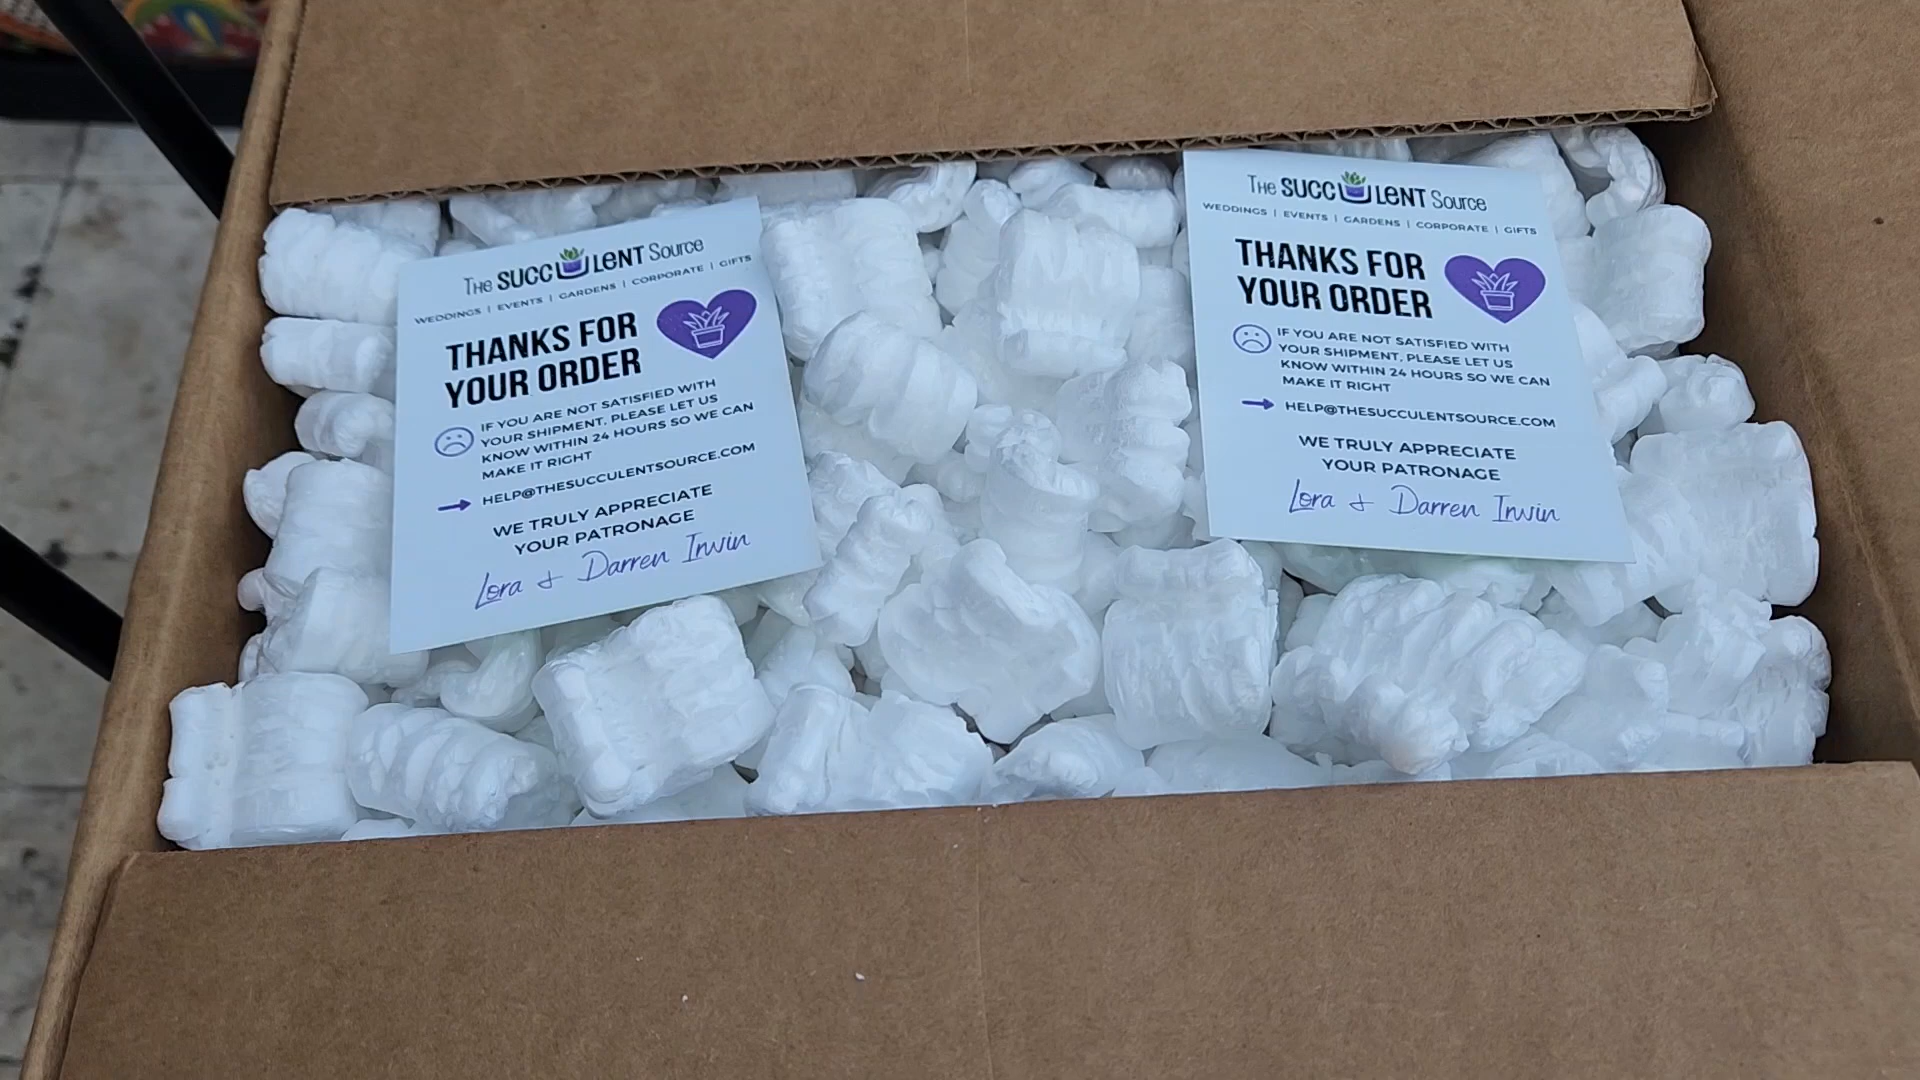 The SUCCULENT Source
WEDDINGS | EVENTS | GARDENS | CORPORATE | GIFTS
THANKS FOR
YOUR ORDER
IF YOU ARE NOT SATISFIED WITH
YOUR SHIPMENT, PLEASE LET US
KNOW WITHIN 24 HOURS SO WE CAN
MAKE IT RIGHT
HELP@THESUCCULENTSOURCE.COM
WE TRULY APPRECIATE
YOUR PATRONAGE
Lora + Darren Irwin
The SUCCULENT Source
WEDDINGS | EVENTS | GARDENS | CORPORATE | GIFTS
THANKS FOR
YOUR ORDER
IF YOU ARE NOT SATISFIED WITH
YOUR SHIPMENT, PLEASE LET US
KNOW WITHIN 24 HOURS SO WE CAN
MAKE IT RIGHT
HELP@THESUCCULENTSOURCE.COM
WE TRULY APPRECIATE
YOUR PATRONAGE
Lora + Darren Irwin